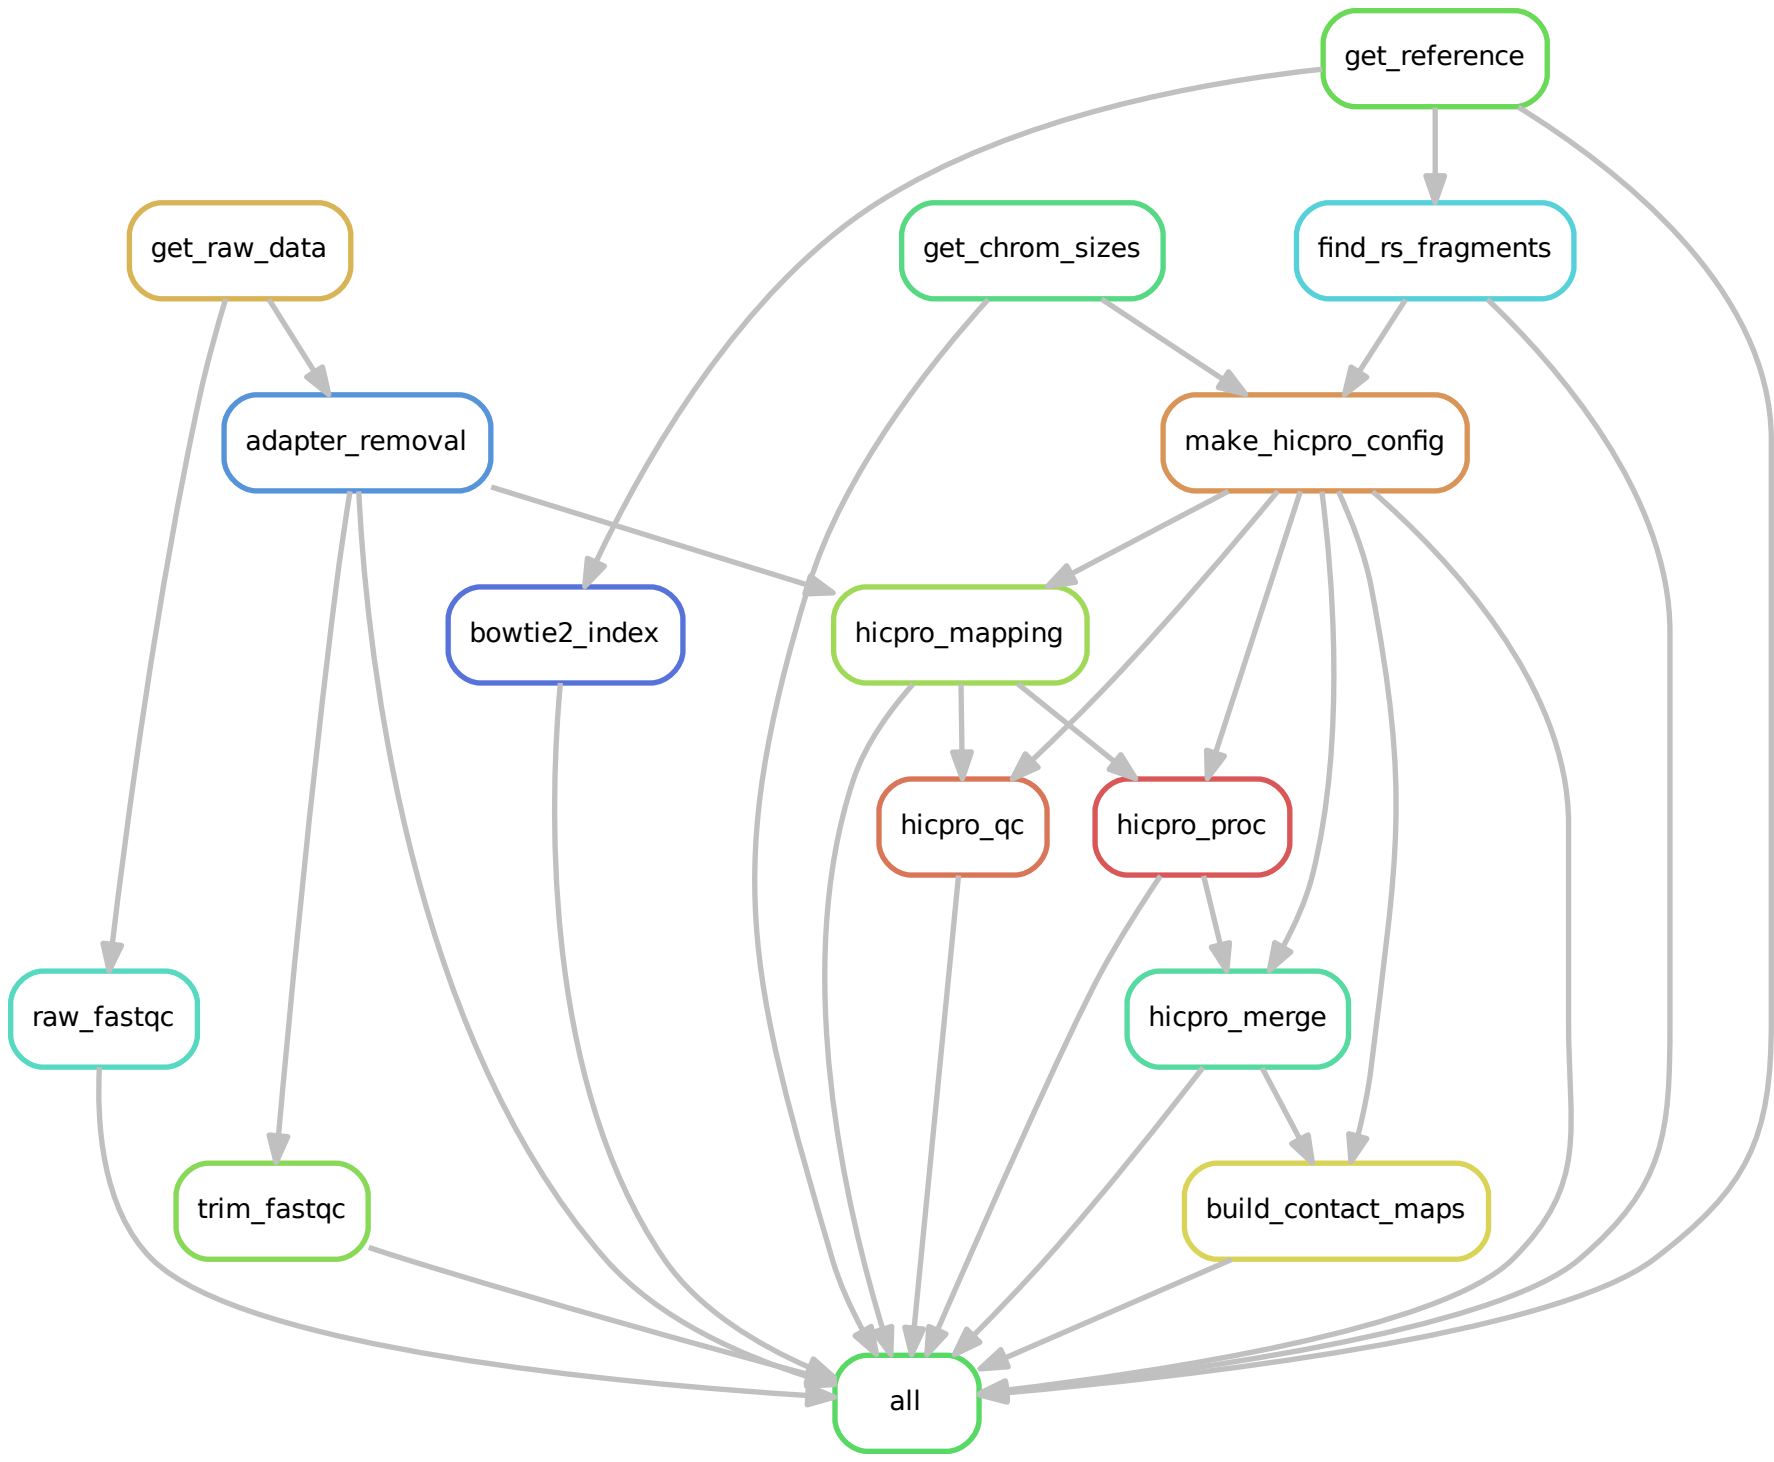 get_reference
get_raw_data
get_chrom_sizes
find_rs_fragments
adapter_removal
make_hicpro_config
bowtie2_index
hicpro_mapping
hicpro_qc
hicpro_proc
raw_fastqc
hicpro_merge
trim_fastqc
build_contact_maps
all